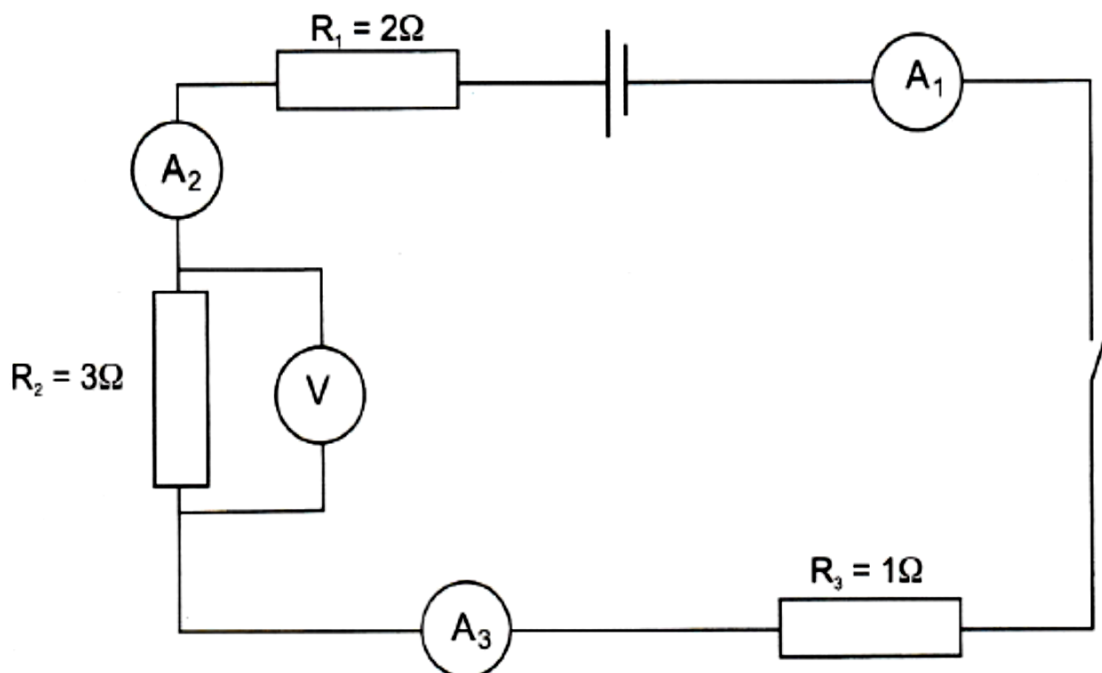 R₁ = 2Ω
A₁
A₂
R₂ = 3Ω
V
R₃ = 1Ω
A₃